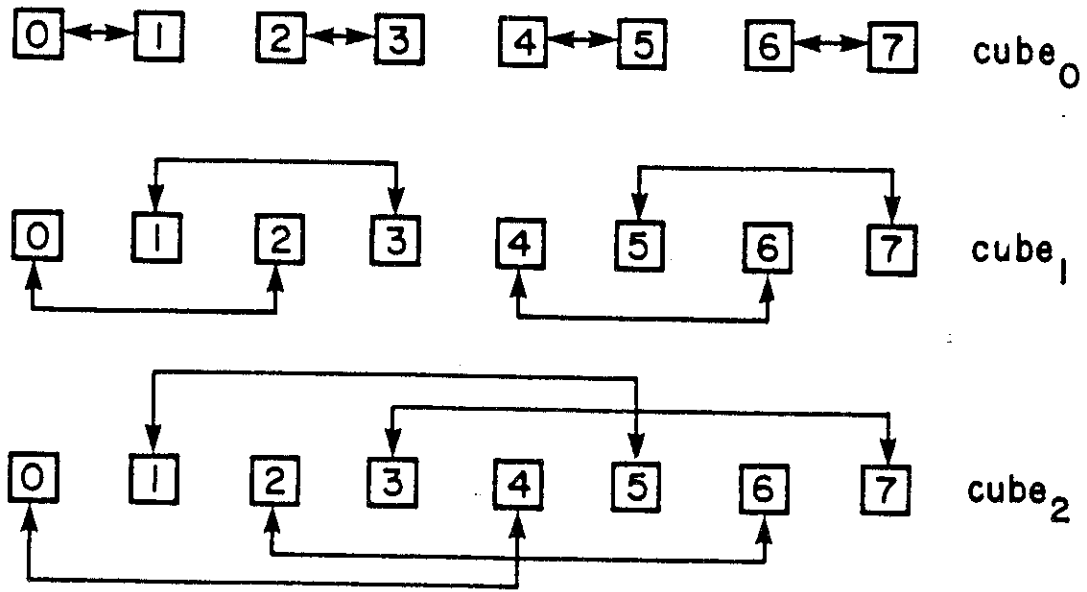 0 1 2 3 4 5 6 7 cube₀
0 1 2 3 4 5 6 7 cube₁
0 1 2 3 4 5 6 7 cube₂